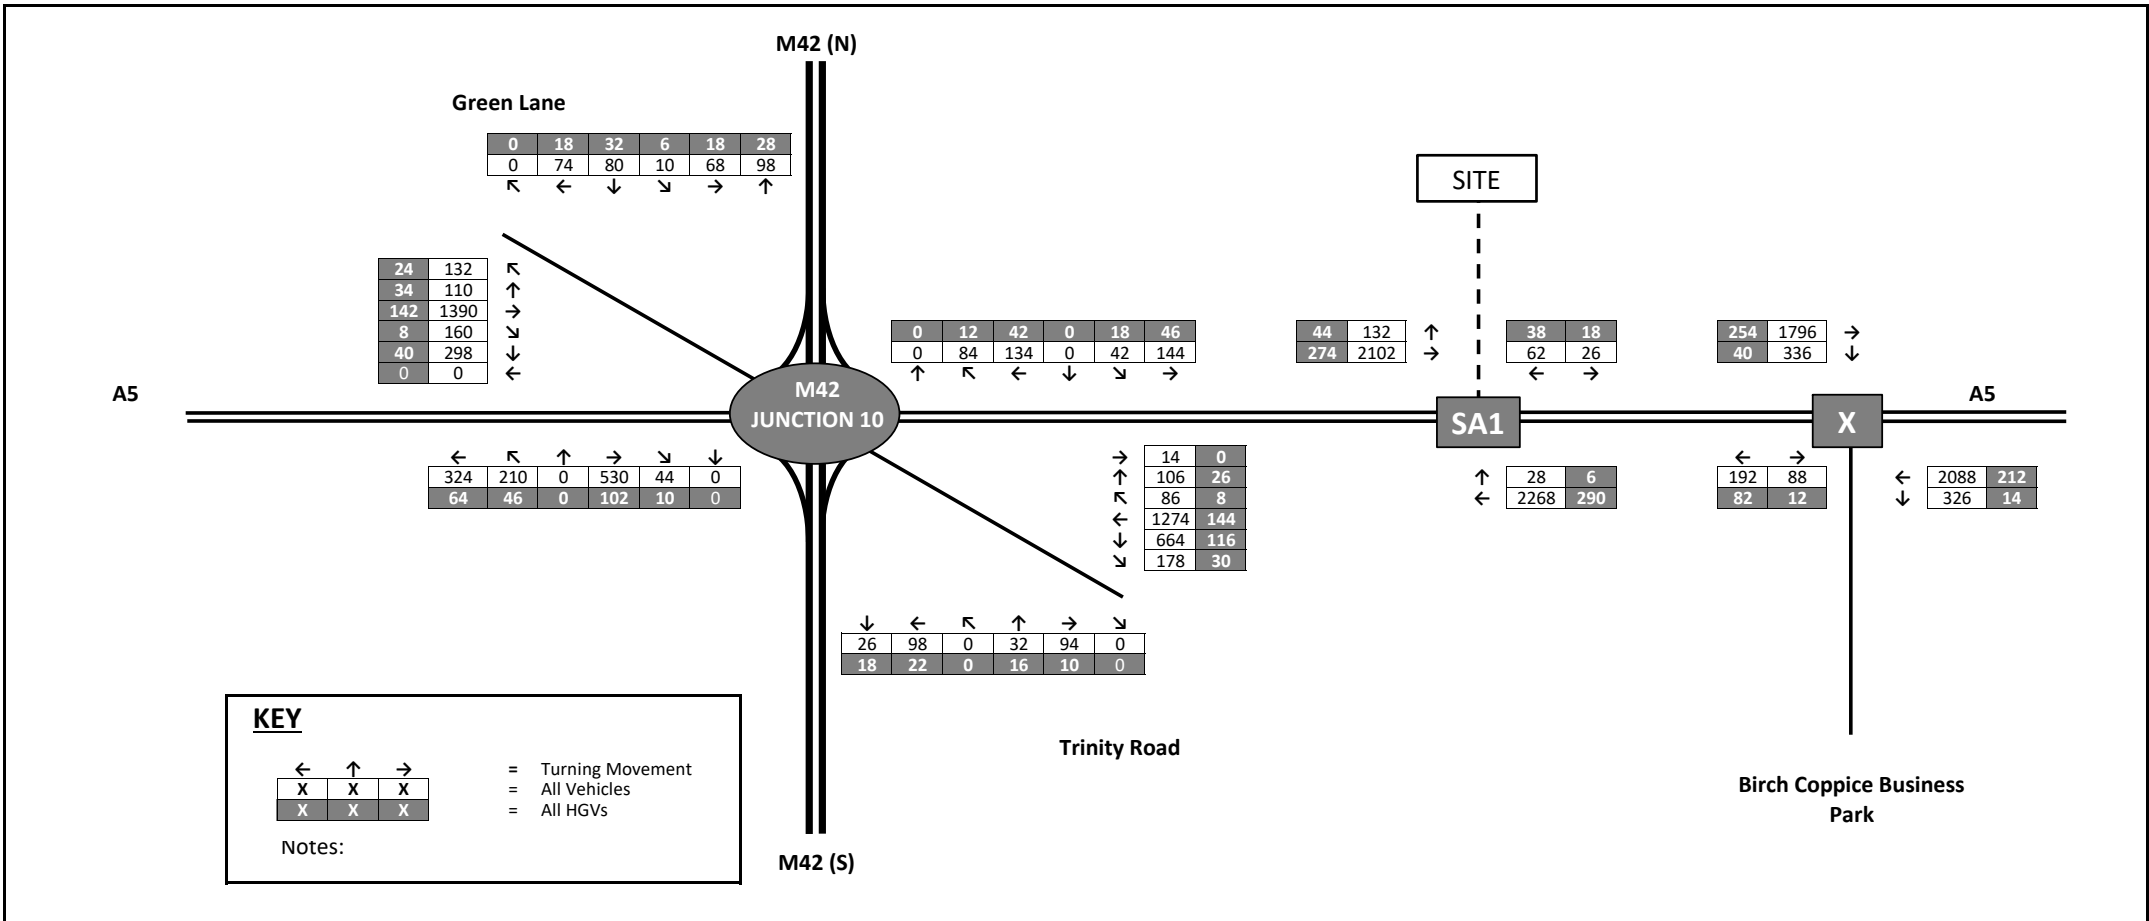 M42 (N)
Green Lane
0 18 32 6 18 28
0 74 80 10 68 98
↖ ← ↓ ↘ → ↑
SITE
24 132 ↖
34 110 ↑
142 1390 →
8 160 ↘
40 298 ↓
0 0 ←
0 12 42 0 18 46
0 84 134 0 42 144
↑ ↖ ← ↓ ↘ →
44 132 ↑
274 2102 →
38 18
62 26
← →
254 1796 →
40 336 ↓
A5
M42
JUNCTION 10
SA1
X
A5
← ↖ ↑ → ↘ ↓
324 210 0 530 44 0
64 46 0 102 10 0
→ 14 0
↑ 106 26
↖ 86 8
← 1274 144
↓ 664 116
↘ 178 30
↑ 28 6
← 2268 290
← →
192 88
82 12
← 2088 212
↓ 326 14
↓ ← ↖ ↑ → ↘
26 98 0 32 94 0
18 22 0 16 10 0
Trinity Road
Birch Coppice Business
Park
M42 (S)
KEY
← ↑ → = Turning Movement
X X X = All Vehicles
X X X = All HGVs
Notes: